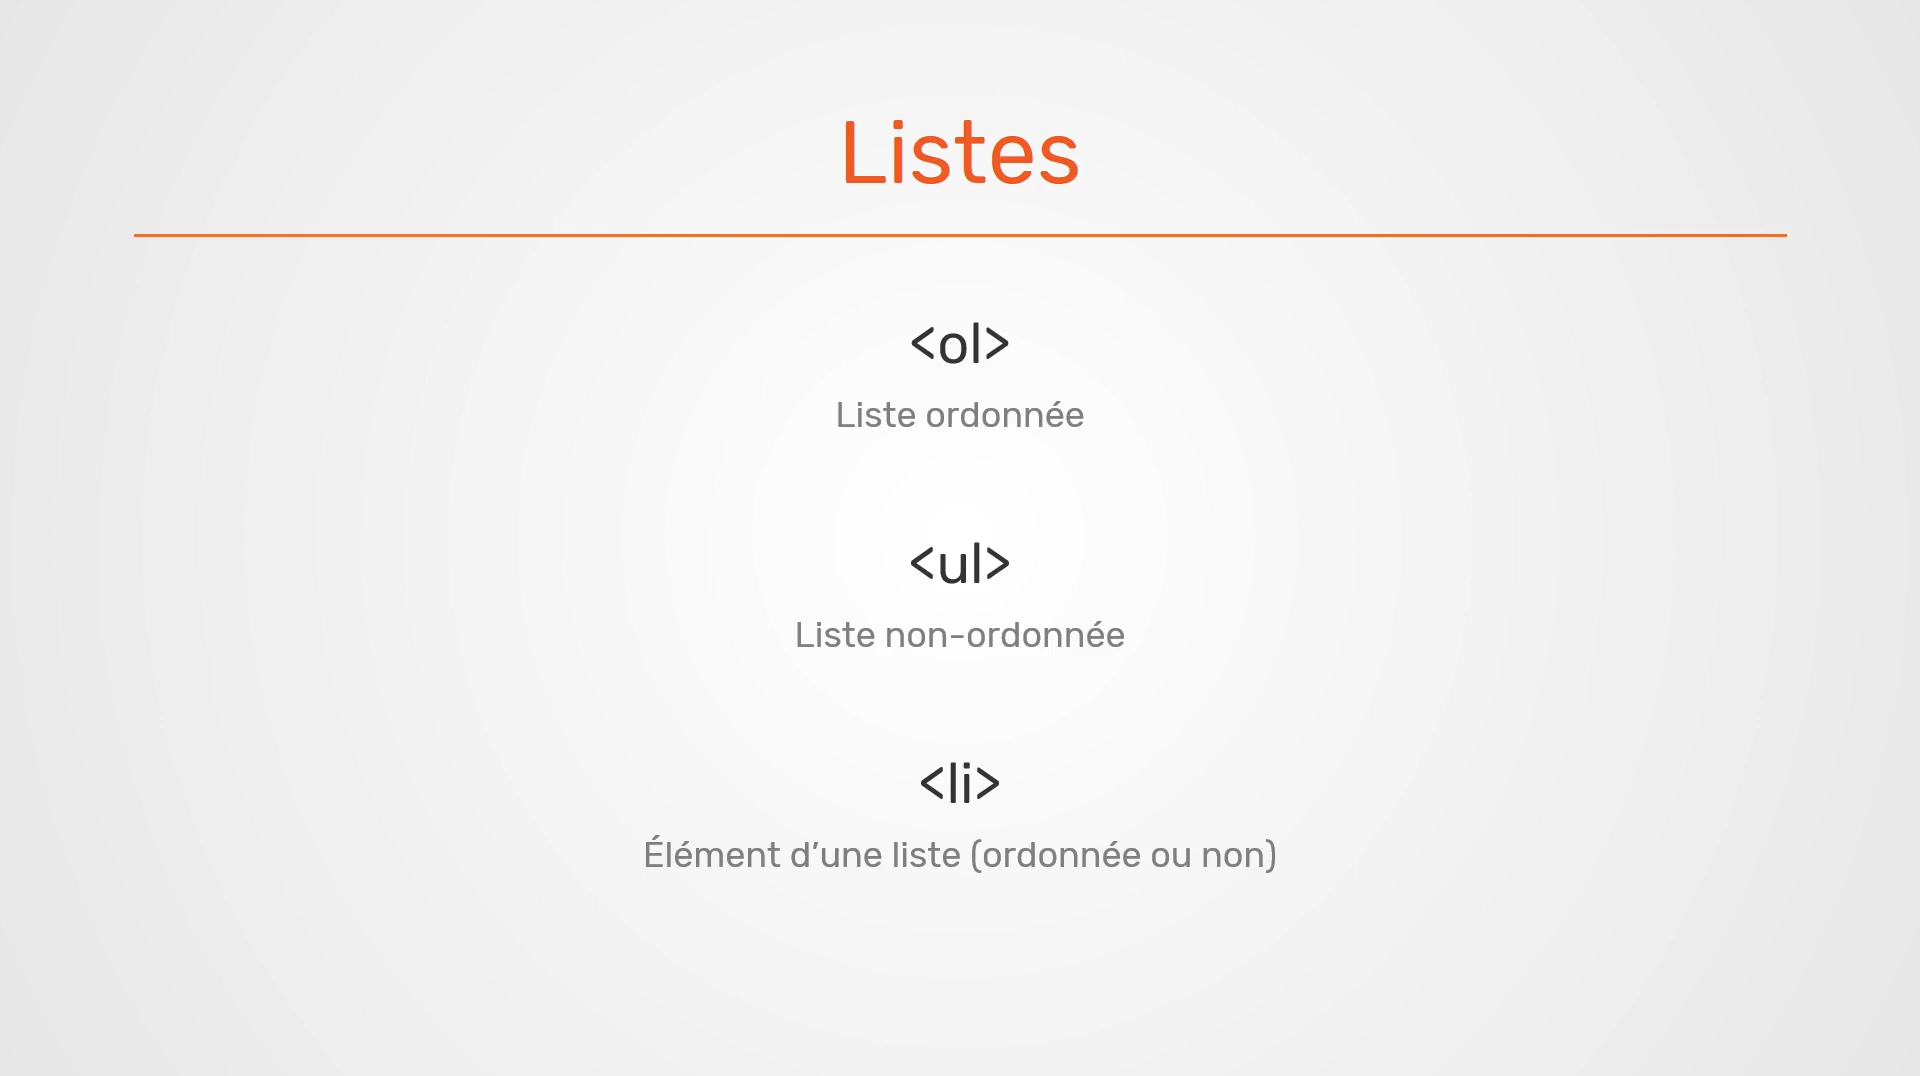 Listes
<ol>
Liste ordonnée
<ul>
Liste non-ordonnée
<li>
Élément d’une liste (ordonnée ou non)